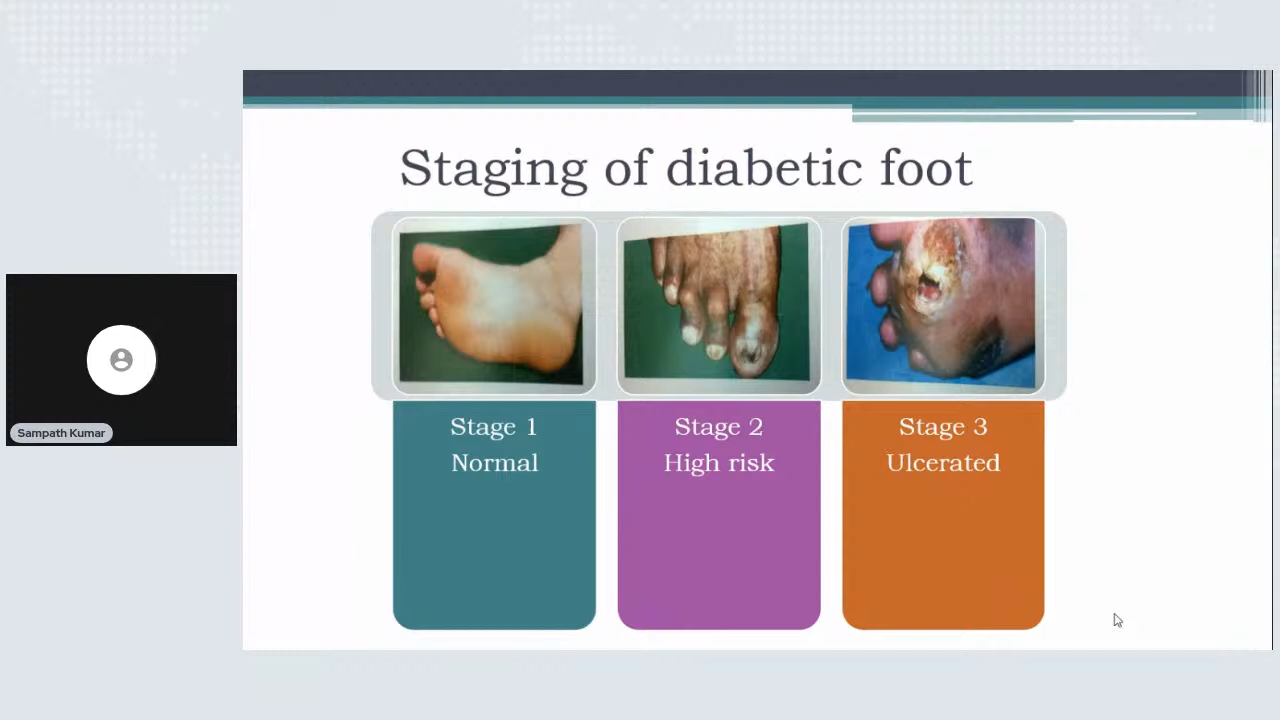 Staging of diabetic foot
Stage 1
Normal
Stage 2
High risk
Stage 3
Ulcerated
Sampath Kumar